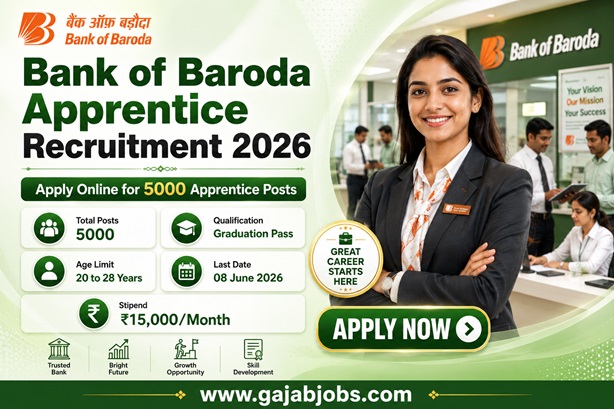 बैंक ऑफ़ बड़ौदा
Bank of Baroda
Bank of Baroda
Apprentice
Recruitment 2026
Apply Online for 5000 Apprentice Posts
Total Posts
5000
Qualification
Graduation Pass
Age Limit
20 to 28 Years
Last Date
08 June 2026
Stipend
₹15,000/Month
Trusted
Bank
Bright
Future
Growth
Opportunity
Skill
Development
Bank of Baroda
Your Vision
Our Mission
Your Success
GREAT
CAREER
STARTS
HERE
APPLY NOW
www.gajabjobs.com